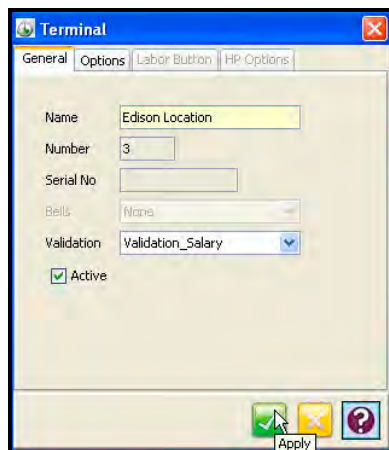 Terminal
General Options Labor Button HP Options
Name Edison Location
Number 3
Serial No
Bells None
Validation Validation_Salary
Active
Apply